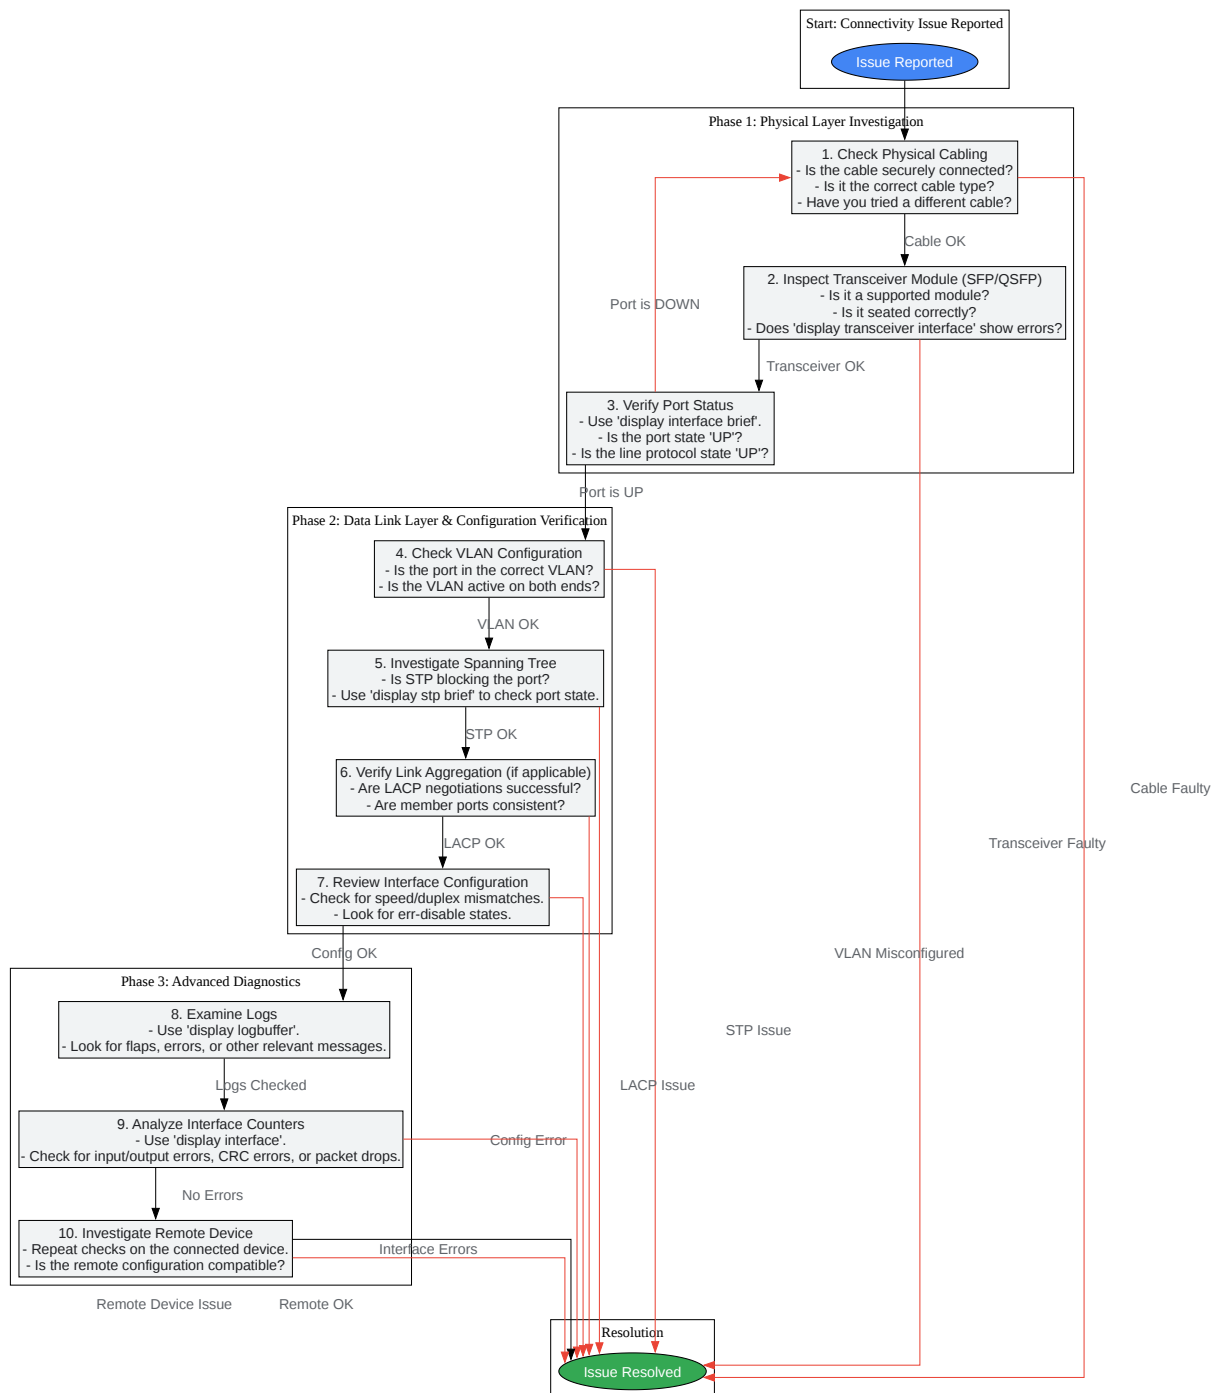 Start: Connectivity Issue Reported
Issue Reported
Phase 1: Physical Layer Investigation
1. Check Physical Cabling
- Is the cable securely connected?
- Is it the correct cable type?
- Have you tried a different cable?
Cable OK
2. Inspect Transceiver Module (SFP/QSFP)
- Is it a supported module?
- Is it seated correctly?
- Does 'display transceiver interface' show errors?
Port is DOWN
Transceiver OK
3. Verify Port Status
- Use 'display interface brief'.
- Is the port state 'UP'?
- Is the line protocol state 'UP'?
Port is UP
Phase 2: Data Link Layer & Configuration Verification
4. Check VLAN Configuration
- Is the port in the correct VLAN?
- Is the VLAN active on both ends?
VLAN OK
5. Investigate Spanning Tree
- Is STP blocking the port?
- Use 'display stp brief' to check port state.
STP OK
6. Verify Link Aggregation (if applicable)
- Are LACP negotiations successful?
- Are member ports consistent?
Cable Faulty
LACP OK
Transceiver Faulty
7. Review Interface Configuration
- Check for speed/duplex mismatches.
- Look for err-disable states.
Config OK
VLAN Misconfigured
Phase 3: Advanced Diagnostics
8. Examine Logs
- Use 'display logbuffer'.
- Look for flaps, errors, or other relevant messages.
STP Issue
Logs Checked
LACP Issue
9. Analyze Interface Counters
- Use 'display interface'.
- Check for input/output errors, CRC errors, or packet drops.
Config Error
No Errors
10. Investigate Remote Device
- Repeat checks on the connected device.
- Is the remote configuration compatible?
Interface Errors
Remote Device Issue
Remote OK
Resolution
Issue Resolved